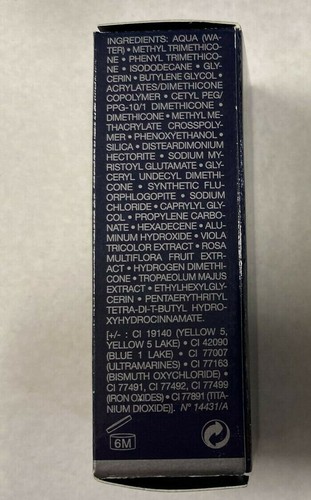 INGREDIENTS: AQUA (WA-
TER) • METHYL TRIMETHICO-
NE • PHENYL TRIMETHICO-
NE • ISODODECANE • GLY-
CERIN • BUTYLENE GLYCOL •
ACRYLATES/DIMETHICONE
COPOLYMER • CETYL PEG/
PPG-10/1 DIMETHICONE •
DIMETHICONE • METHYL ME-
THACRYLATE CROSSPOLY-
MER • PHENOXYETHANOL •
SILICA • DISTEARDIMONIUM
HECTORITE • SODIUM MY-
RISTOYL GLUTAMATE • GLY-
CERYL UNDECYL DIMETHI-
CONE • SYNTHETIC FLU-
ORPHLOGOPITE • SODIUM
CHLORIDE • CAPRYLYL GLY-
COL • PROPYLENE CARBO-
NATE • HEXADECENE • ALU-
MINUM HYDROXIDE • VIOLA
TRICOLOR EXTRACT • ROSA
MULTIFLORA FRUIT EXTR-
ACT • HYDROGEN DIMETHI-
CONE • TROPAEOLUM MAJUS
EXTRACT • ETHYLHEXYLGLY-
CERIN • PENTAERYTHRITYL
TETRA-DI-T-BUTYL HYDRO-
XYHYDROCINNAMATE.
[+/- : CI 19140 (YELLOW 5,
YELLOW 5 LAKE) • CI 42090
(BLUE 1 LAKE) • CI 77007
(ULTRAMARINES) • CI 77163
(BISMUTH OXYCHLORIDE) •
CI 77491, CI 77492, CI 77499
(IRON OXIDES) • CI 77891 (TITA-
NIUM DIOXIDE)]. N° 14431/A
6M